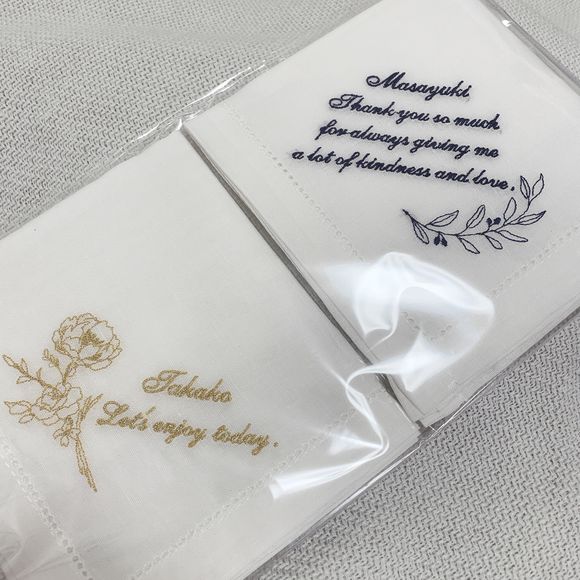 Masayuki
Thank you so much
for always giving me
a lot of kindness and love.
Takako
Let's enjoy today.